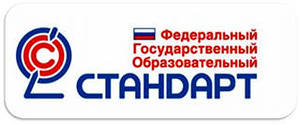 Федеральный
Государственный
Образовательный
СТАНДАРТ